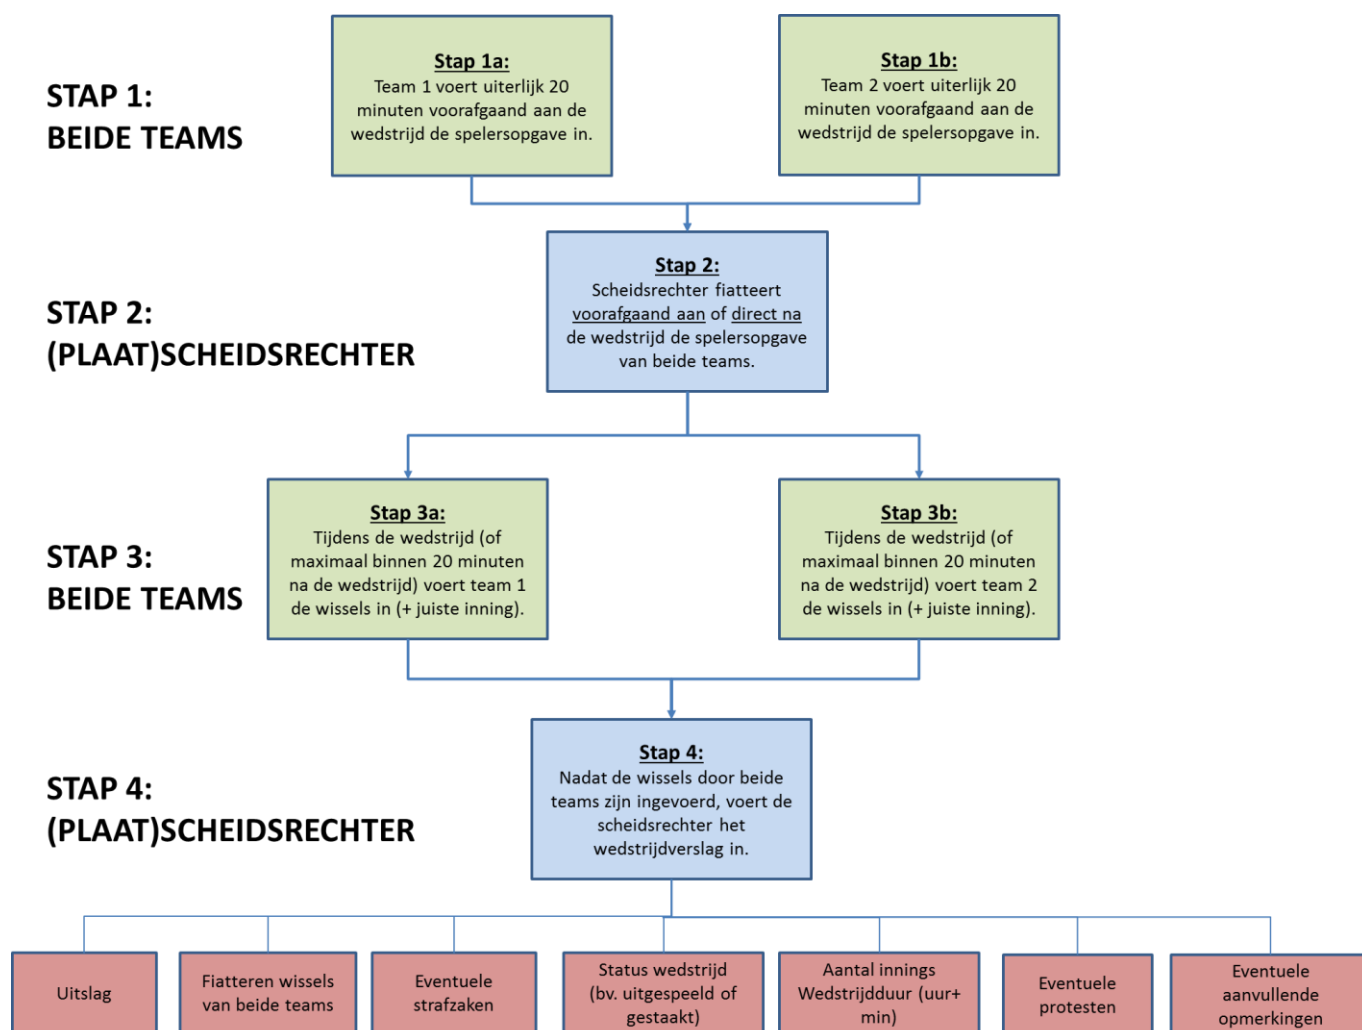 STAP 1:
BEIDE TEAMS
Stap 1a:
Team 1 voert uiterlijk 20
minuten voorafgaand aan de
wedstrijd de spelersopgave in.
Stap 1b:
Team 2 voert uiterlijk 20
minuten voorafgaand aan de
wedstrijd de spelersopgave in.
STAP 2:
(PLAAT)SCHEIDSRECHTER
Stap 2:
Scheidsrechter fiatteert
voorafgaand aan of direct na
de wedstrijd de spelersopgave
van beide teams.
STAP 3:
BEIDE TEAMS
Stap 3a:
Tijdens de wedstrijd (of
maximaal binnen 20 minuten
na de wedstrijd) voert team 1
de wissels in (+ juiste inning).
Stap 3b:
Tijdens de wedstrijd (of
maximaal binnen 20 minuten
na de wedstrijd) voert team 2
de wissels in (+ juiste inning).
STAP 4:
(PLAAT)SCHEIDSRECHTER
Stap 4:
Nadat de wissels door beide
teams zijn ingevoerd, voert de
scheidsrechter het
wedstrijdverslag in.
Uitslag
Fiatteren wissels
van beide teams
Eventuele
strafzaken
Status wedstrijd
(bv. uitgespeeld of
gestaakt)
Aantal innings
Wedstrijdduur (uur+
min)
Eventuele
protesten
Eventuele
aanvullende
opmerkingen